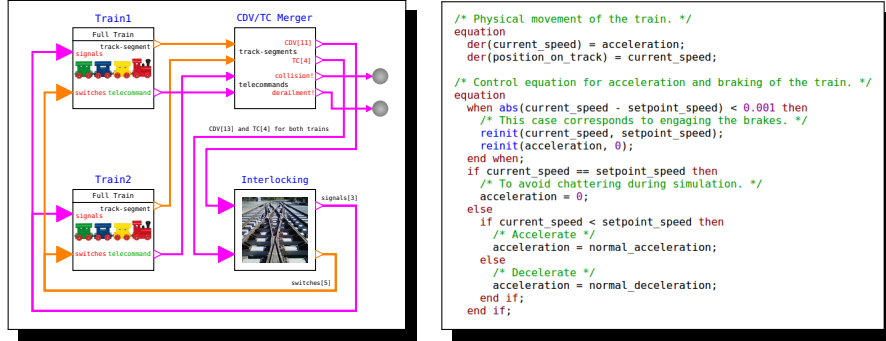 Train1
Full Train
track-segment
signals
switches telecommand
CDV/TC Merger
CDV[11]
track-segments
TC[4]
collision!
telecommands
derailment!
CDV[13] and TC[4] for both trains
Train2
Full Train
track-segment
signals
switches telecommand
Interlocking
signals[3]
switches[5]
/* Physical movement of the train. */
equation
der(current_speed) = acceleration;
der(position_on_track) = current_speed;
/* Control equation for acceleration and braking of the train. */
equation
when abs(current_speed - setpoint_speed) < 0.001 then
/* This case corresponds to engaging the brakes. */
reinit(current_speed, setpoint_speed);
reinit(acceleration, 0);
end when;
if current_speed == setpoint_speed then
/* To avoid chattering during simulation. */
acceleration = 0;
else
if current_speed < setpoint_speed then
/* Accelerate */
acceleration = normal_acceleration;
else
/* Decelerate */
acceleration = normal_deceleration;
end if;
end if;